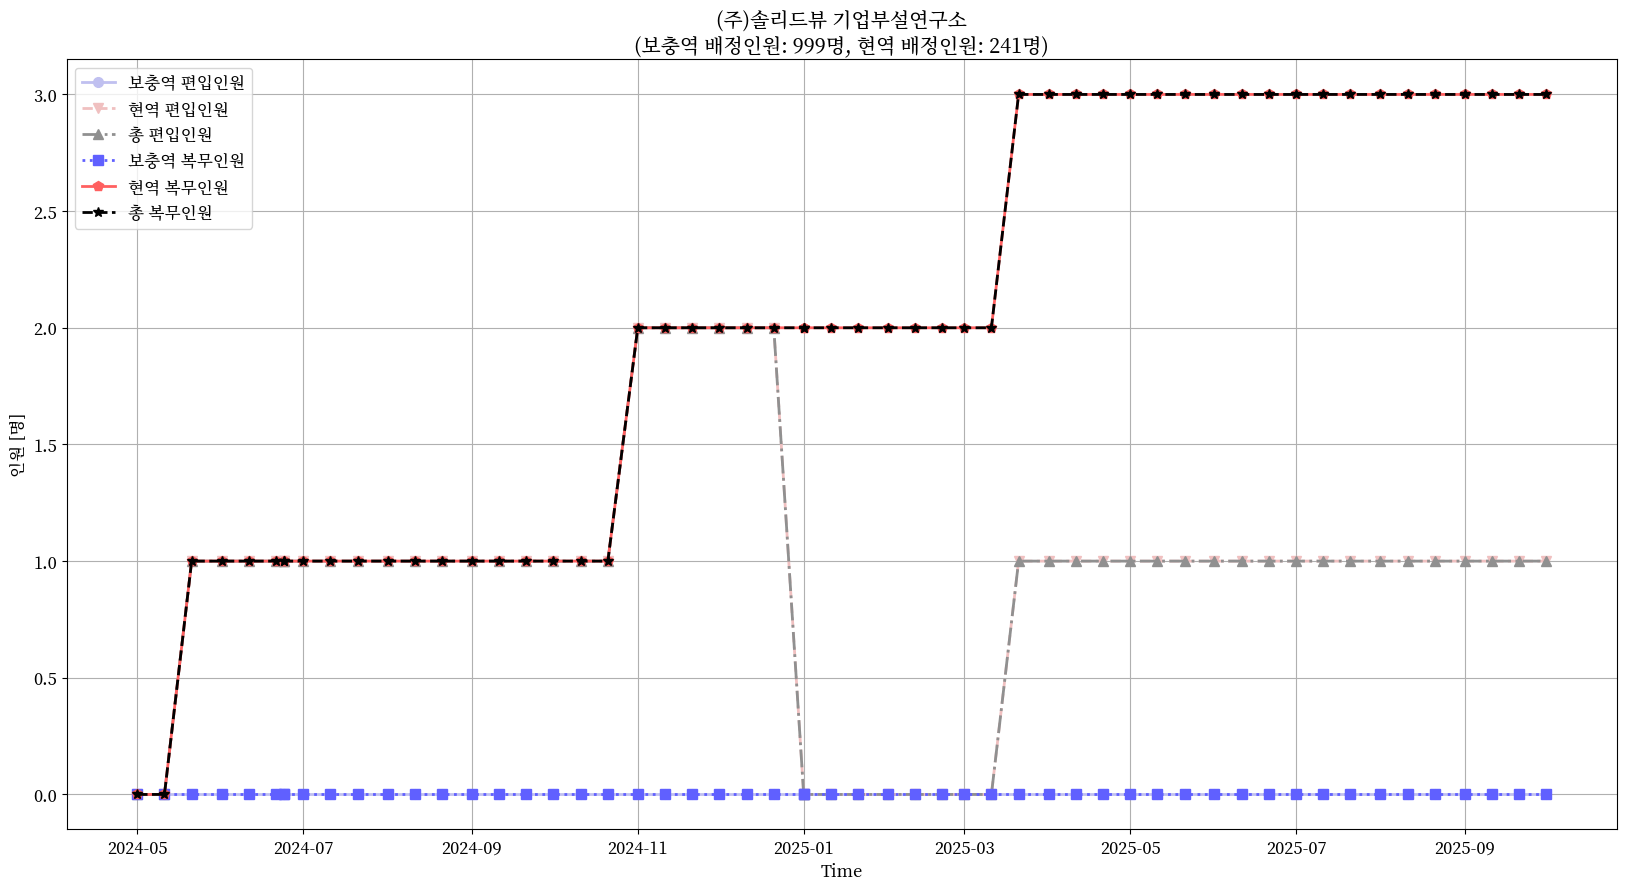 (주)솔리드뷰 기업부설연구소
(보충역 배정인원: 999명, 현역 배정인원: 241명)
보충역 편입인원
현역 편입인원
총 편입인원
보충역 복무인원
현역 복무인원
총 복무인원
3.0
2.5
2.0
1.5
1.0
0.5
0.0
인원 [명]
2024-05
2024-07
2024-09
2024-11
2025-01
2025-03
2025-05
2025-07
2025-09
Time